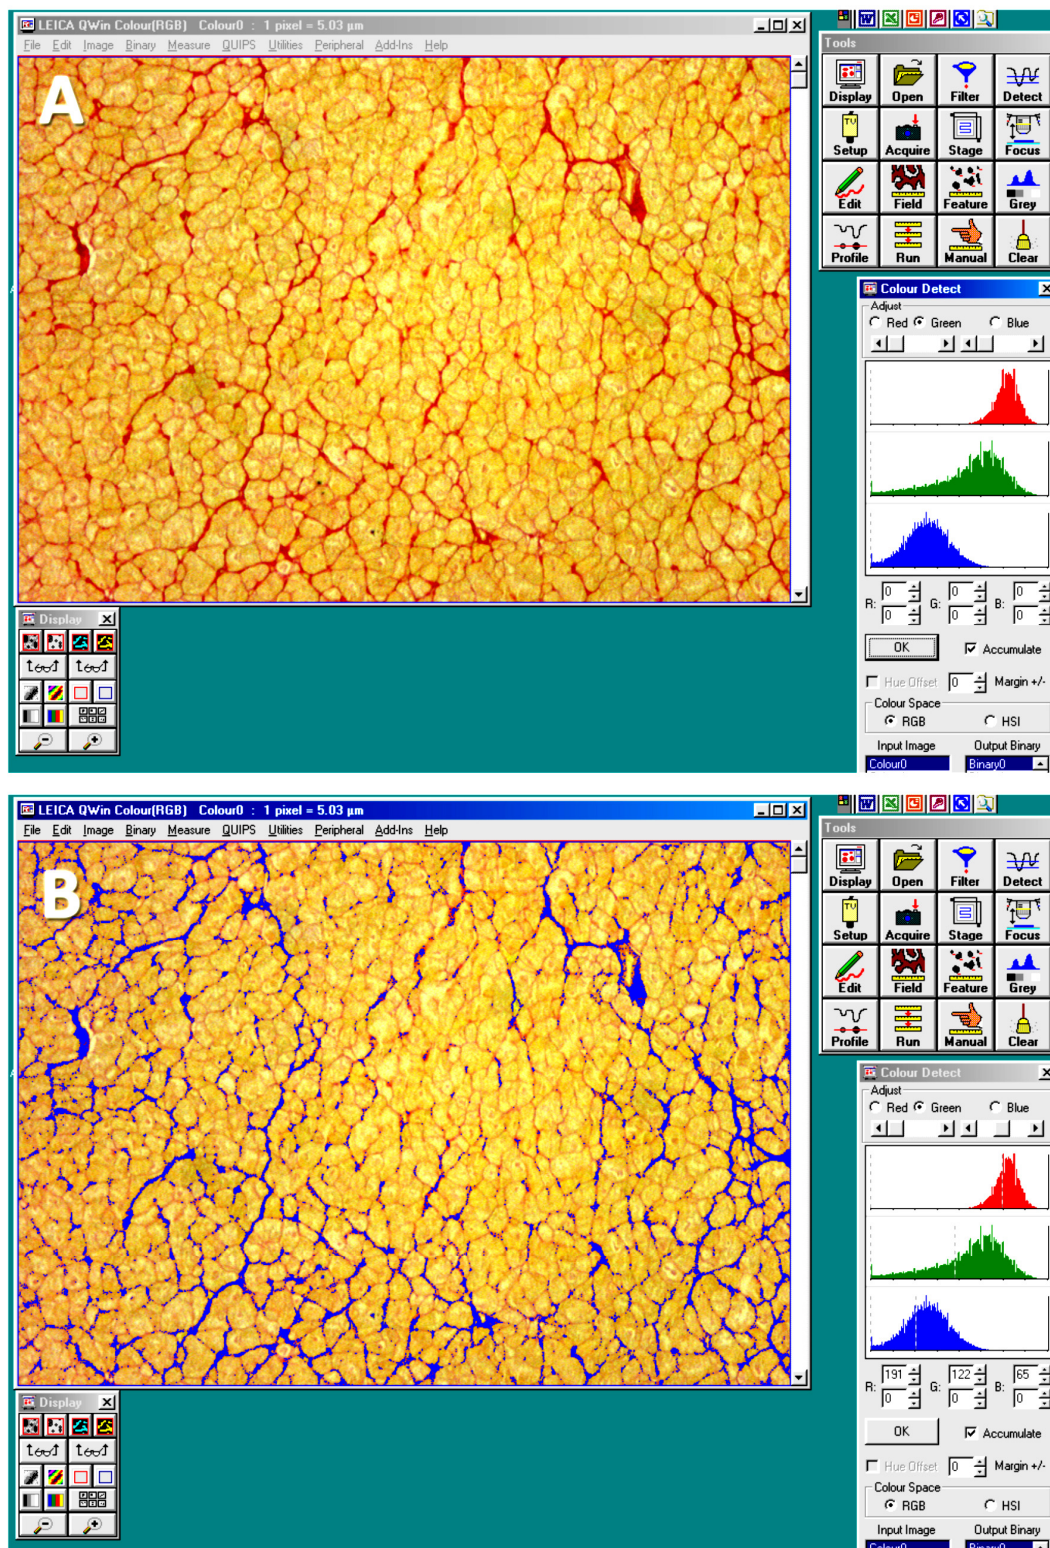 LEICA QWin Colour(RGB) Colour0 : 1 pixel = 5.03 µm
File Edit Image Binary Measure QUIPS Utilities Peripheral Add-Ins Help
A
Tools
Display Open Filter Detect
TV
Setup Acquire Stage Focus
Edit Field Feature Grey
Profile Run Manual Clear
Colour Detect
Adjust
Red Green Blue
R: 0 G: 0 B: 0
0 0 0
OK Accumulate
Hue Offset 0 Margin +/-
Colour Space
RGB HSI
Input Image Output Binary
Colour0 Binary0
Display
LEICA QWin Colour(RGB) Colour0 : 1 pixel = 5.03 µm
File Edit Image Binary Measure QUIPS Utilities Peripheral Add-Ins Help
B
Tools
Display Open Filter Detect
TV
Setup Acquire Stage Focus
Edit Field Feature Grey
Profile Run Manual Clear
Colour Detect
Adjust
Red Green Blue
R: 191 G: 122 B: 65
0 0 0
OK Accumulate
Hue Offset 0 Margin +/-
Colour Space
RGB HSI
Input Image Output Binary
Colour0 Binary0
Display